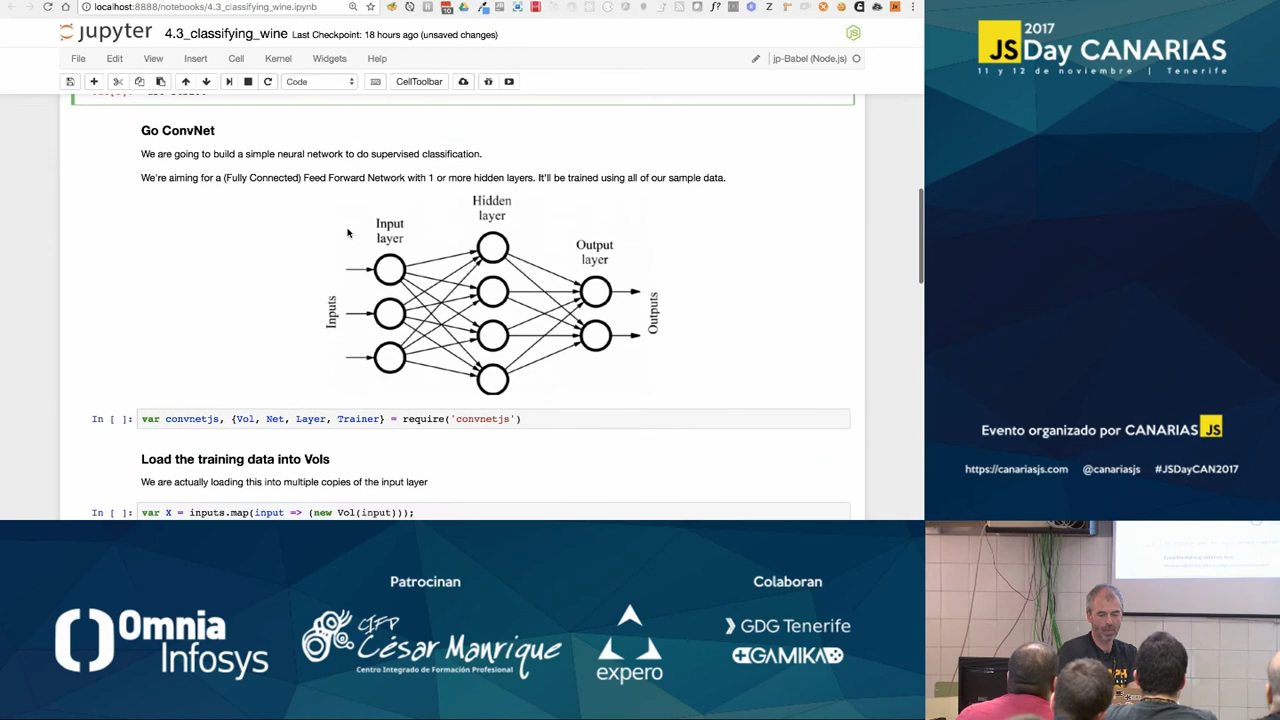 localhost:8888/notebooks/4.3_classifying_wine.ipynb
jupyter 4.3_classifying_wine Last Checkpoint: 18 hours ago (unsaved changes)
File Edit View Insert Cell Kernel Widgets Help
jp-Babel (Node.js)
Code
CellToolbar
Go ConvNet
We are going to build a simple neural network to do supervised classification.
We're aiming for a (Fully Connected) Feed Forward Network with 1 or more hidden layers. It'll be trained using all of our sample data.
Hidden
layer
Input
layer
Output
layer
Inputs
Outputs
In [ ]: var convnetjs, {Vol, Net, Layer, Trainer} = require('convnetjs')
Load the training data into Vols
We are actually loading this into multiple copies of the input layer
In [ ]: var X = inputs.map(input => (new Vol(input)));
2017
JSDay CANARIAS
11 y 12 de noviembre | Tenerife
Evento organizado por CANARIAS JS
https://canariasjs.com @canariasjs #JSDayCAN2017
Patrocinan
Omnia
Infosys
CIFP
César Manrique
Centro Integrado de Formación Profesional
expero
Colaboran
GDG Tenerife
GAMIKA